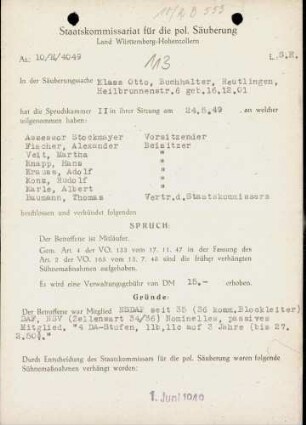 Staatskommissariat für die pol. Säuberung
Land Württemberg-Hohenzollern
Az: 10/H/4049
113
In der Säuberungssache Klass Otto, Buchhalter, Reutlingen,
Heilbronnenstr.6 geb.16.12.01
hat die Spruchkammer II in ihrer Sitzung am 24.5.49 an welcher
teilgenommen haben:
Assessor Stockmayer Vorsitzender
Fischer, Alexander Beisitzer
Veit, Martha "
Knapp, Hans "
Krause, Adolf "
Konz, Rudolf "
Karle, Albert "
Baumann, Thomas Vertr.d.Staatskommissars
beschlossen und verkündet folgenden
SPRUCH:
Der Betroffene ist Mitläufer.
Gem. Art. 4 der VO. 133 vom 17. 11. 47 in der Fassung des
Art. 2 der VO. 165 vom 13. 7. 48 sind die früher verhängten
Sühnemaßnahmen aufgehoben.
Es wird eine Verwaltungsgebühr von DM 15,- erhoben.
Gründe:
Der Betroffene war Mitglied NSDAP seit 35 (36 komm.Blockleiter)
DAF, NSV (Zellenwart 34/36) Nominelles, passives
Mitglied, "4 DA-Stufen, 11b,11c auf 3 Jahre (bis 27.
2.50)"
Durch Entscheidung des Staatskommissars für die pol. Säuberung waren folgende
Sühnemaßnahmen verhängt worden:
1. Juni 1949